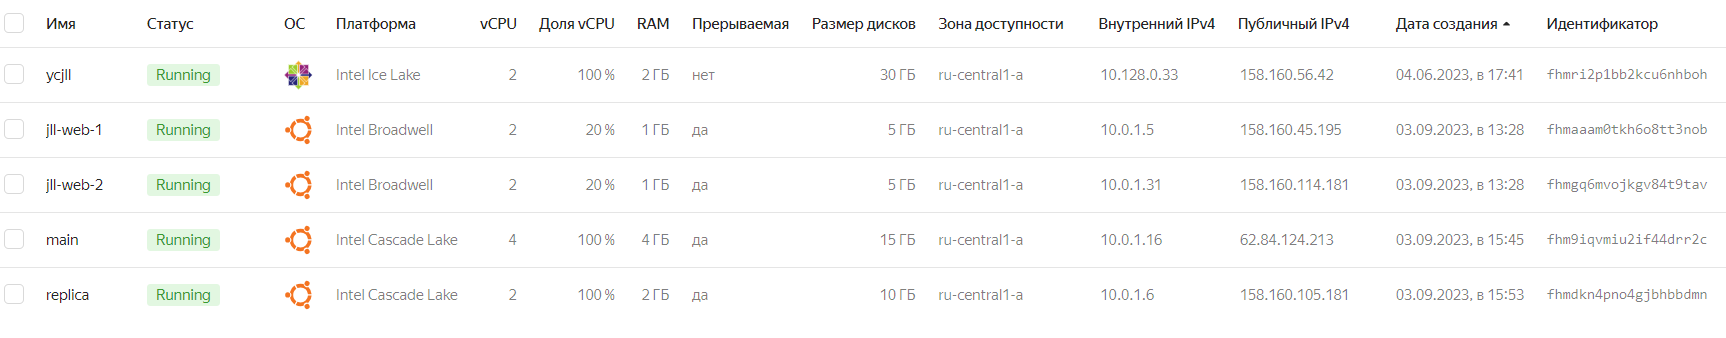 Имя Статус ОС Платформа vCPU Доля vCPU RAM Прерываемая Размер дисков Зона доступности Внутренний IPv4 Публичный IPv4 Дата создания Идентификатор
ycjll Running Intel Ice Lake 2 100 % 2 ГБ нет 30 ГБ ru-central1-a 10.128.0.33 158.160.56.42 04.06.2023, в 17:41 fhmri2p1bb2kcu6nhboh
jll-web-1 Running Intel Broadwell 2 20 % 1 ГБ да 5 ГБ ru-central1-a 10.0.1.5 158.160.45.195 03.09.2023, в 13:28 fhmaaam0tkh6o8tt3nob
jll-web-2 Running Intel Broadwell 2 20 % 1 ГБ да 5 ГБ ru-central1-a 10.0.1.31 158.160.114.181 03.09.2023, в 13:28 fhmgq6mvojkgv84t9tav
main Running Intel Cascade Lake 4 100 % 4 ГБ да 15 ГБ ru-central1-a 10.0.1.16 62.84.124.213 03.09.2023, в 15:45 fhm9iqvmiu2if44drr2c
replica Running Intel Cascade Lake 2 100 % 2 ГБ да 10 ГБ ru-central1-a 10.0.1.6 158.160.105.181 03.09.2023, в 15:53 fhmdkn4pno4gjbhbbdmn